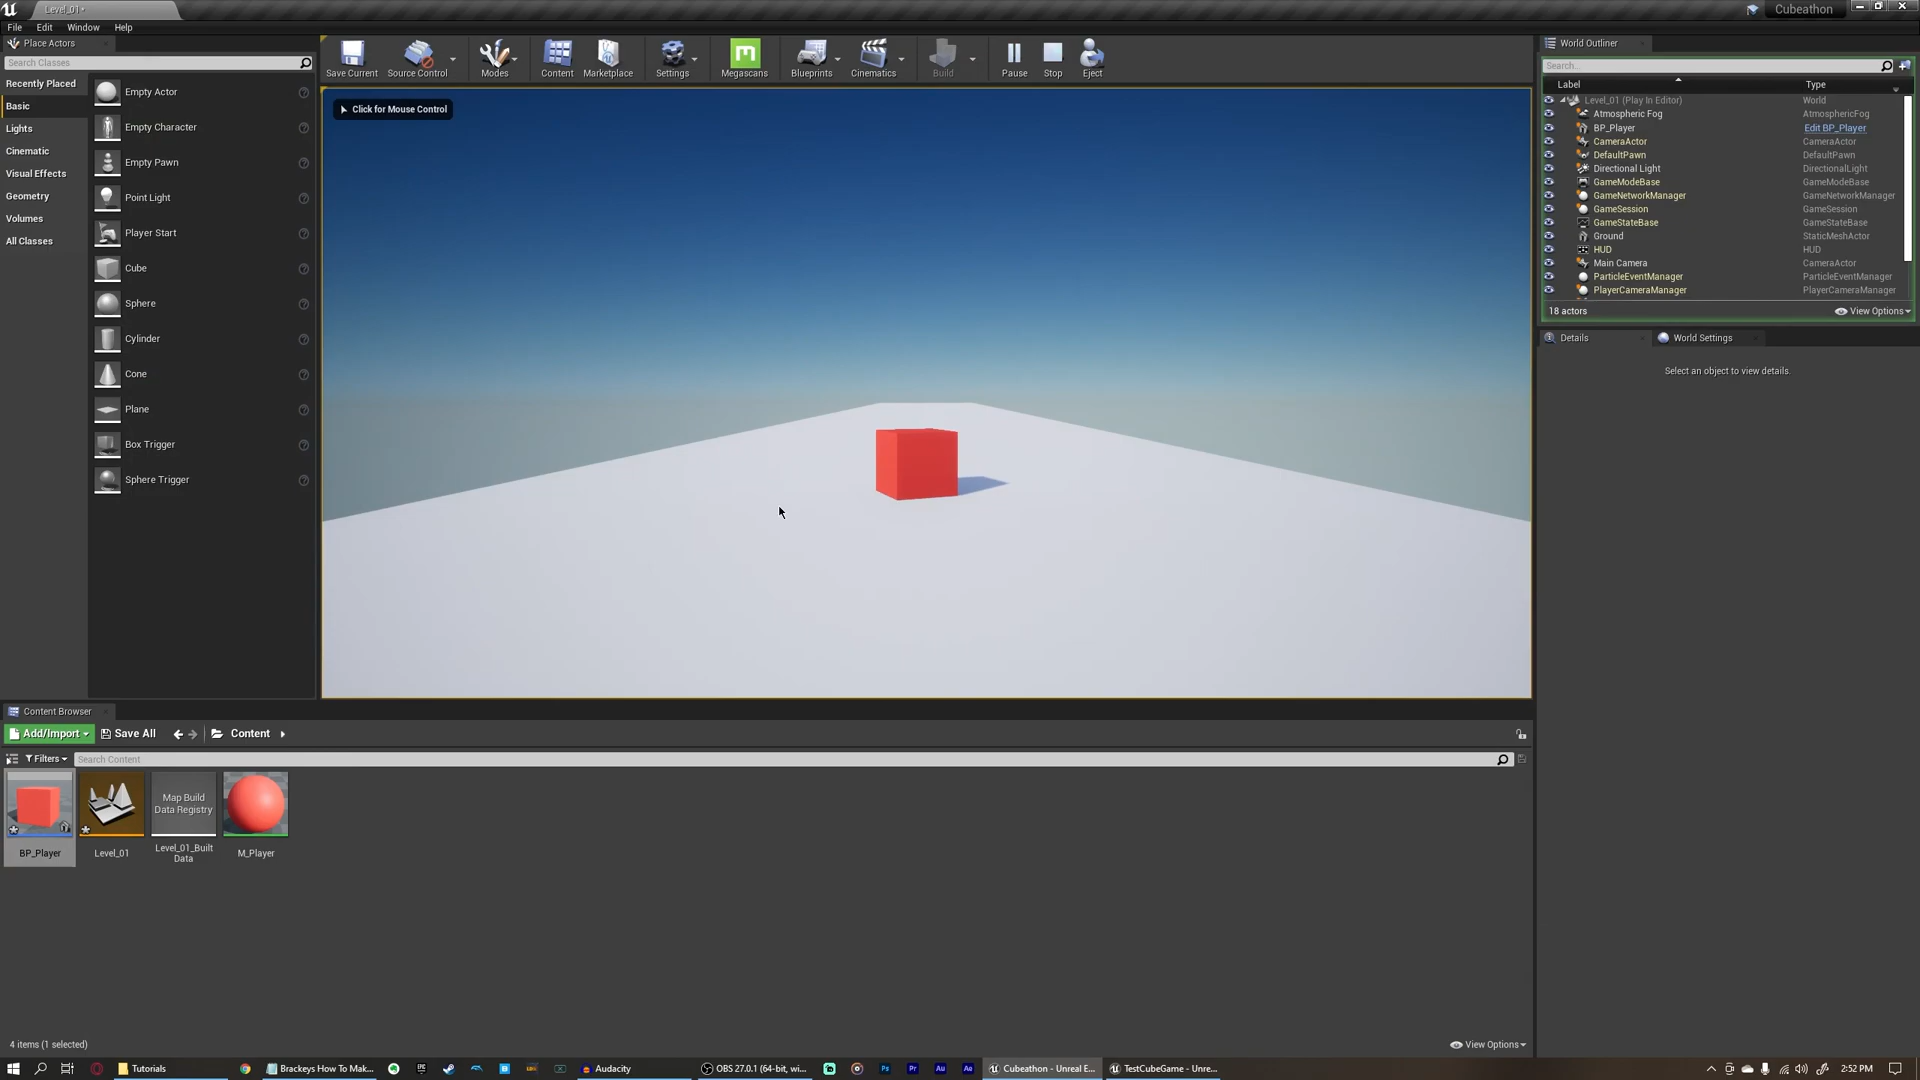 Level_01*
Cubeathon
File Edit Window Help
Place Actors
Search Classes
Recently Placed
Basic
Lights
Cinematic
Visual Effects
Geometry
Volumes
All Classes
Empty Actor
Empty Character
Empty Pawn
Point Light
Player Start
Cube
Sphere
Cylinder
Cone
Plane
Box Trigger
Sphere Trigger
Save Current Source Control Modes Content Marketplace Settings Megascans Blueprints Cinematics Build Pause Stop Eject
Click for Mouse Control
World Outliner
Search...
Label Type
Level_01 (Play In Editor) World
Atmospheric Fog AtmosphericFog
BP_Player Edit BP_Player
CameraActor CameraActor
DefaultPawn DefaultPawn
Directional Light DirectionalLight
GameModeBase GameModeBase
GameNetworkManager GameNetworkManager
GameSession GameSession
GameStateBase GameStateBase
Ground StaticMeshActor
HUD HUD
Main Camera CameraActor
ParticleEventManager ParticleEventManager
PlayerCameraManager PlayerCameraManager
18 actors View Options
Details World Settings
Select an object to view details.
Content Browser
Add/Import Save All Content
Filters Search Content
Map Build
Data Registry
BP_Player Level_01 Level_01_Built
Data M_Player
4 items (1 selected) View Options
Tutorials Brackeys How To Mak... Audacity OBS 27.0.1 (64-bit, wi... Cubeathon - Unreal E... TestCubeGame - Unre... 2:52 PM